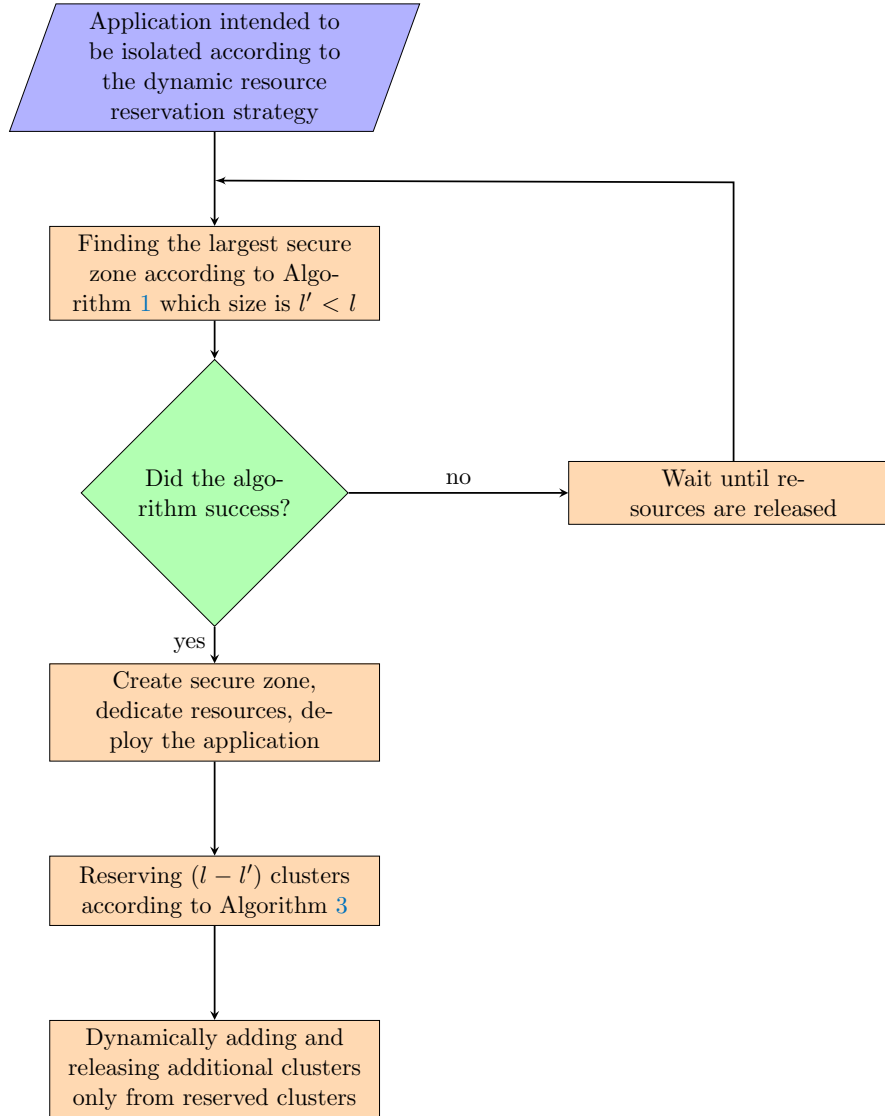 Application intended to
be isolated according to
the dynamic resource
reservation strategy
Finding the largest secure
zone according to Algo-
rithm 1 which size is l′ < l
Did the algo-
rithm success?
no
Wait until re-
sources are released
yes
Create secure zone,
dedicate resources, de-
ploy the application
Reserving (l − l′) clusters
according to Algorithm 3
Dynamically adding and
releasing additional clusters
only from reserved clusters